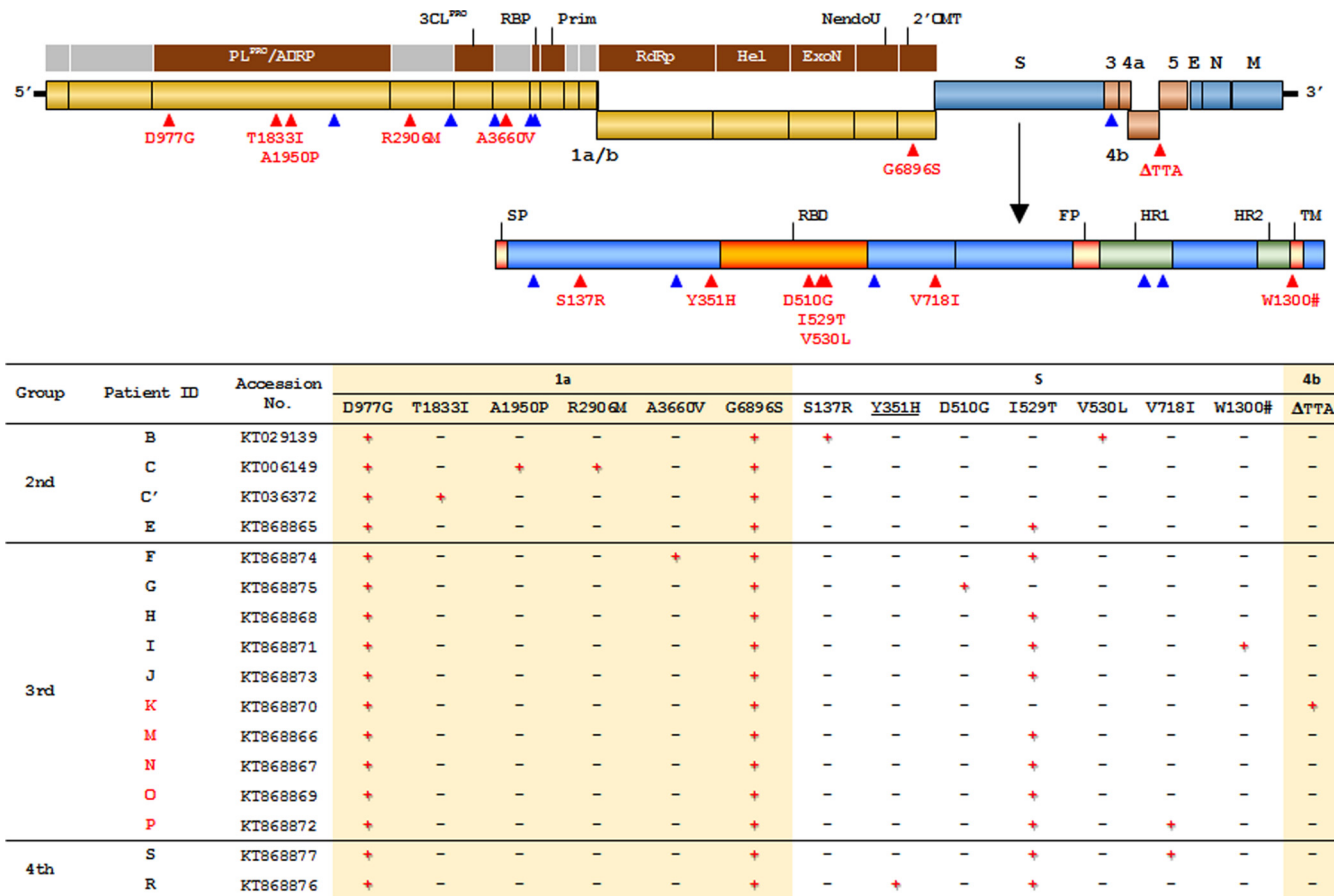 3CL^PRO RBP Prim NendoU 2'OMT
PL^PRO/ADRP RdRp Hel ExoN S 3 4a 5 E N M
5' 3'
D977G T1833I R2906M A3660V 1a/b 4b ΔTTA
A1950P G6896S
SP RBD FP HR1 HR2 TM
S137R Y351H D510G V718I W1300#
I529T
V530L
Group Patient ID Accession No. 1a S 4b
D977G T1833I A1950P R2906M A3660V G6896S S137R Y351H D510G I529T V530L V718I W1300# ΔTTA
2nd
B KT029139 + - - - - + + - - - + - - -
C KT006149 + - + + - + - - - - - - - -
C' KT036372 + + - - - + - - - - - - - -
E KT868865 + - - - - + - - - + - - - -
3rd
F KT868874 + - - - + + - - - + - - - -
G KT868875 + - - - - + - - + - - - - -
H KT868868 + - - - - + - - - + - - - -
I KT868871 + - - - - + - - - + - - + -
J KT868873 + - - - - + - - - + - - - -
K KT868870 + - - - - + - - - - - - - +
M KT868866 + - - - - + - - - + - - - -
N KT868867 + - - - - + - - - + - - - -
O KT868869 + - - - - + - - - + - - - -
P KT868872 + - - - - + - - - + - + - -
4th
S KT868877 + - - - - + - - - + - + - -
R KT868876 + - - - - + - + - + - - - -